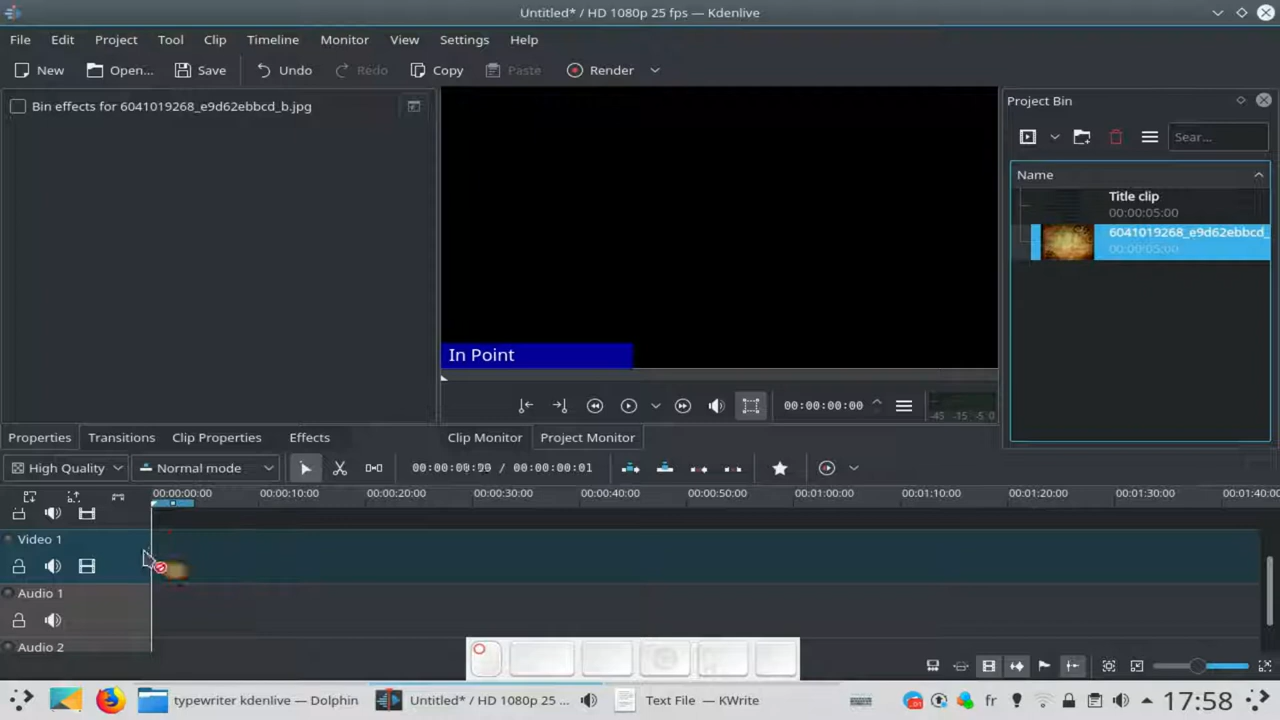 Untitled* / HD 1080p 25 fps — Kdenlive
File Edit Project Tool Clip Timeline Monitor View Settings Help
New Open... Save Undo Redo Copy Paste Render
Bin effects for 6041019268_e9d62ebbcd_b.jpg
Project Bin
Sear...
Name
Title clip
00:00:05:00
6041019268_e9d62ebbcd_
00:00:05:00
In Point
00:00:00:00
-45 -15 -5 0
Properties Transitions Clip Properties Effects Clip Monitor Project Monitor
High Quality Normal mode / 00:00:00:01
00:00:00:00 00:00:10:00 00:00:20:00 00:00:30:00 00:00:40:00 00:00:50:00 00:01:00:00 00:01:10:00 00:01:20:00 00:01:30:00 00:01:40:00
Video 1
Audio 1
Audio 2
typewriter kdenlive — Dolphin Untitled* / HD 1080p 25 ... Text File — KWrite fr 17:58